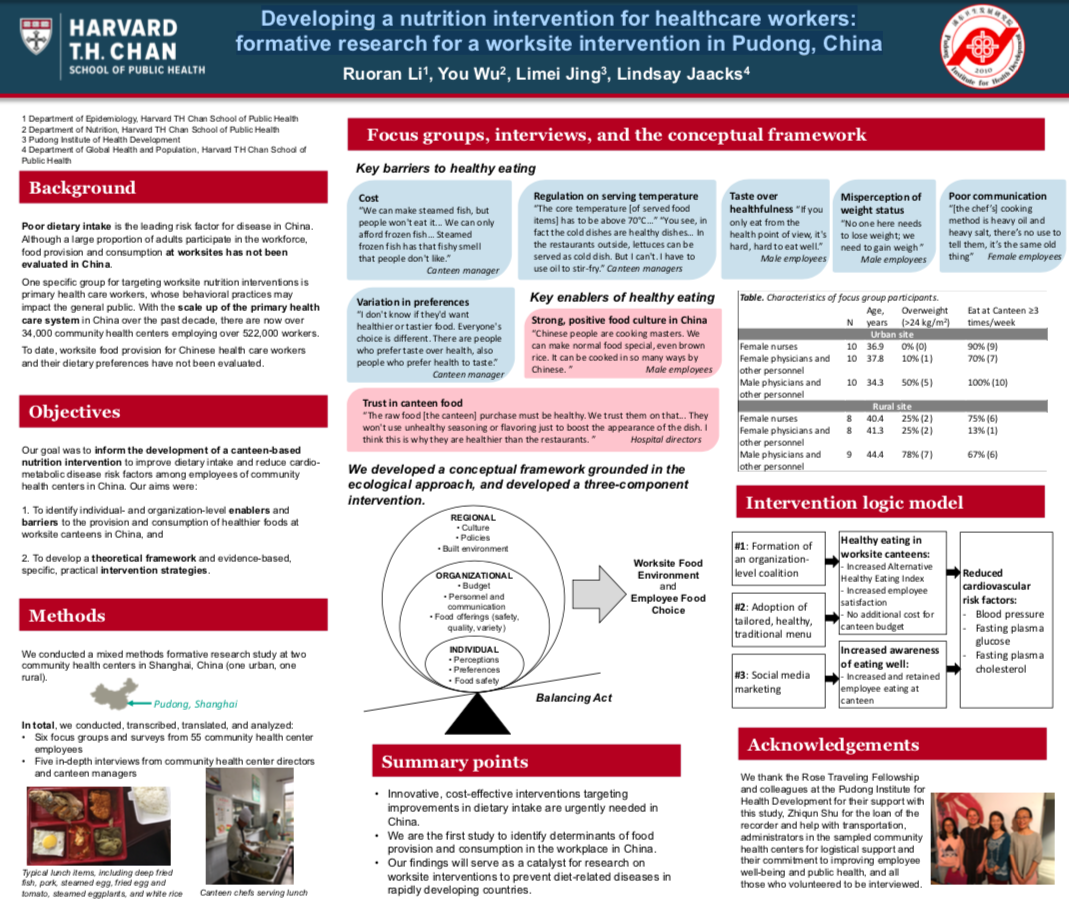 HARVARD
T.H. CHAN
SCHOOL OF PUBLIC HEALTH
Developing a nutrition intervention for healthcare workers:
formative research for a worksite intervention in Pudong, China
Ruoran Li1, You Wu2, Limei Jing3, Lindsay Jaacks4
Pudong Institute for Health Development
2010
1 Department of Epidemiology, Harvard TH Chan School of Public Health
2 Department of Nutrition, Harvard TH Chan School of Public Health
3 Pudong Institute of Health Development
4 Department of Global Health and Population, Harvard TH Chan School of
Public Health
Background
Poor dietary intake is the leading risk factor for disease in China.
Although a large proportion of adults participate in the workforce,
food provision and consumption at worksites has not been
evaluated in China.
One specific group for targeting worksite nutrition interventions is
primary health care workers, whose behavioral practices may
impact the general public. With the scale up of the primary health
care system in China over the past decade, there are now over
34,000 community health centers employing over 522,000 workers.
To date, worksite food provision for Chinese health care workers
and their dietary preferences have not been evaluated.
Objectives
Our goal was to inform the development of a canteen-based
nutrition intervention to improve dietary intake and reduce cardio-
metabolic disease risk factors among employees of community
health centers in China. Our aims were:
1. To identify individual- and organization-level enablers and
barriers to the provision and consumption of healthier foods at
worksite canteens in China, and
2. To develop a theoretical framework and evidence-based,
specific, practical intervention strategies.
Methods
We conducted a mixed methods formative research study at two
community health centers in Shanghai, China (one urban, one
rural).
Pudong, Shanghai
In total, we conducted, transcribed, translated, and analyzed:
• Six focus groups and surveys from 55 community health center
employees
• Five in-depth interviews from community health center directors
and canteen managers
Typical lunch items, including deep fried
fish, pork, steamed egg, fried egg and
tomato, steamed eggplants, and white rice
Canteen chefs serving lunch
Focus groups, interviews, and the conceptual framework
Key barriers to healthy eating
Cost
"We can make steamed fish, but
people won't eat it... We can only
afford frozen fish... Steamed
frozen fish has that fishy smell
that people don't like."
Canteen manager
Regulation on serving temperature
"The core temperature [of served food
items] has to be above 70°C..." "You see, in
fact the cold dishes are healthy dishes... In
the restaurants outside, lettuces can be
served as cold dish. But I can't. I have to
use oil to stir-fry." Canteen managers
Taste over
healthfulness "If you
only eat from the
health point of view, it's
hard, hard to eat well."
Male employees
Misperception of
weight status
"No one here needs
to lose weight; we
need to gain weigh"
Male employees
Poor communication
"[the chef's] cooking
method is heavy oil and
heavy salt, there's no use to
tell them, it's the same old
thing" Female employees
Variation in preferences
"I don't know if they'd want
healthier or tastier food. Everyone's
choice is different. There are people
who prefer taste over health, also
people who prefer health to taste."
Canteen manager
Key enablers of healthy eating
Strong, positive food culture in China
"Chinese people are cooking masters. We
can make normal food special, even brown
rice. It can be cooked in so many ways by
Chinese. " Male employees
Trust in canteen food
"The raw food [the canteen] purchase must be healthy. We trust them on that... They
won't use unhealthy seasoning or flavoring just to boost the appearance of the dish. I
think this is why they are healthier than the restaurants. " Hospital directors
Table. Characteristics of focus group participants.
N Age, years Overweight (>24 kg/m²) Eat at Canteen ≥3 times/week
Urban site
Female nurses 10 36.9 0% (0) 90% (9)
Female physicians and other personnel 10 37.8 10% (1) 70% (7)
Male physicians and other personnel 10 34.3 50% (5) 100% (10)
Rural site
Female nurses 8 40.4 25% (2) 75% (6)
Female physicians and other personnel 8 41.3 25% (2) 13% (1)
Male physicians and other personnel 9 44.4 78% (7) 67% (6)
We developed a conceptual framework grounded in the
ecological approach, and developed a three-component
intervention.
REGIONAL
• Culture
• Policies
• Built environment
ORGANIZATIONAL
• Budget
• Personnel and
communication
• Food offerings (safety,
quality, variety)
INDIVIDUAL
• Perceptions
• Preferences
• Food safety
Balancing Act
Worksite Food
Environment
and
Employee Food
Choice
Intervention logic model
#1: Formation of
an organization-
level coalition
#2: Adoption of
tailored, healthy,
traditional menu
#3: Social media
marketing
Healthy eating in
worksite canteens:
- Increased Alternative
Healthy Eating Index
- Increased employee
satisfaction
- No additional cost for
canteen budget
Increased awareness
of eating well:
- Increased and retained
employee eating at
canteen
Reduced
cardiovascular
risk factors:
- Blood pressure
- Fasting plasma
glucose
- Fasting plasma
cholesterol
Summary points
• Innovative, cost-effective interventions targeting
improvements in dietary intake are urgently needed in
China.
• We are the first study to identify determinants of food
provision and consumption in the workplace in China.
• Our findings will serve as a catalyst for research on
worksite interventions to prevent diet-related diseases in
rapidly developing countries.
Acknowledgements
We thank the Rose Traveling Fellowship
and colleagues at the Pudong Institute for
Health Development for their support with
this study, Zhiqun Shu for the loan of the
recorder and help with transportation,
administrators in the sampled community
health centers for logistical support and
their commitment to improving employee
well-being and public health, and all
those who volunteered to be interviewed.